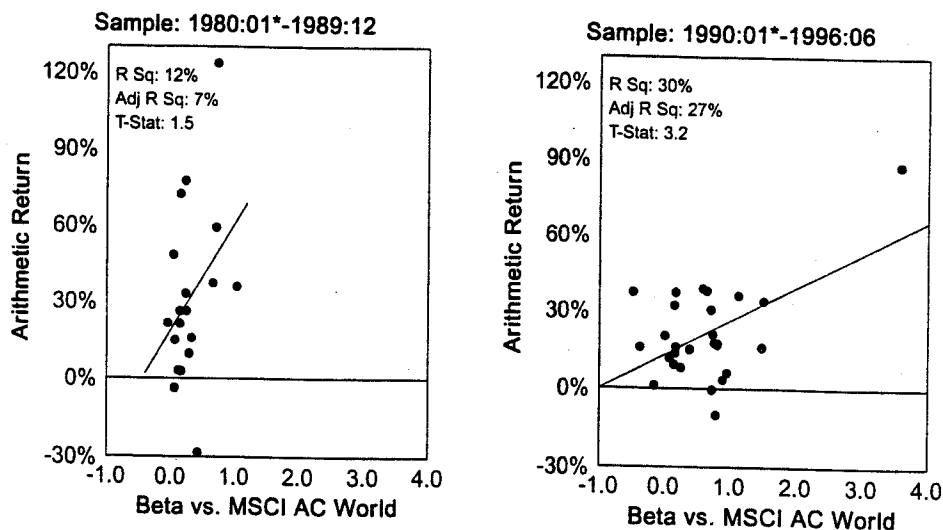 Sample: 1980:01*-1989:12
120%
90%
60%
30%
0%
-30%
R Sq: 12%
Adj R Sq: 7%
T-Stat: 1.5
Arithmetic Return
-1.0 0.0 1.0 2.0 3.0 4.0
Beta vs. MSCI AC World
Sample: 1990:01*-1996:06
120%
90%
60%
30%
0%
-30%
R Sq: 30%
Adj R Sq: 27%
T-Stat: 3.2
Arithmetic Return
-1.0 0.0 1.0 2.0 3.0 4.0
Beta vs. MSCI AC World